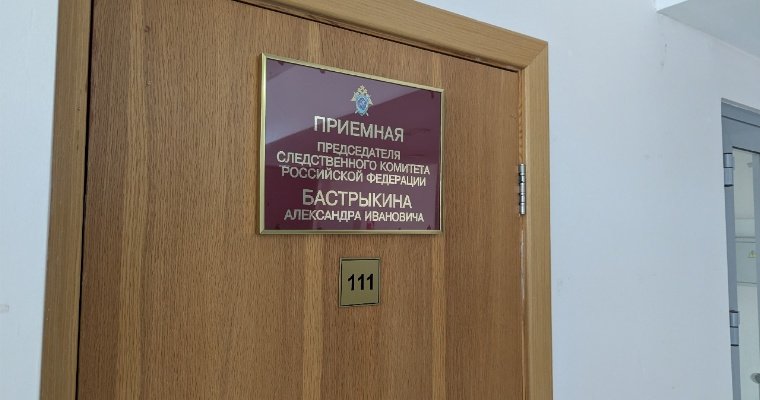 ПРИЕМНАЯ
ПРЕДСЕДАТЕЛЯ
СЛЕДСТВЕННОГО КОМИТЕТА
РОССИЙСКОЙ ФЕДЕРАЦИИ
БАСТРЫКИНА
АЛЕКСАНДРА ИВАНОВИЧА
111